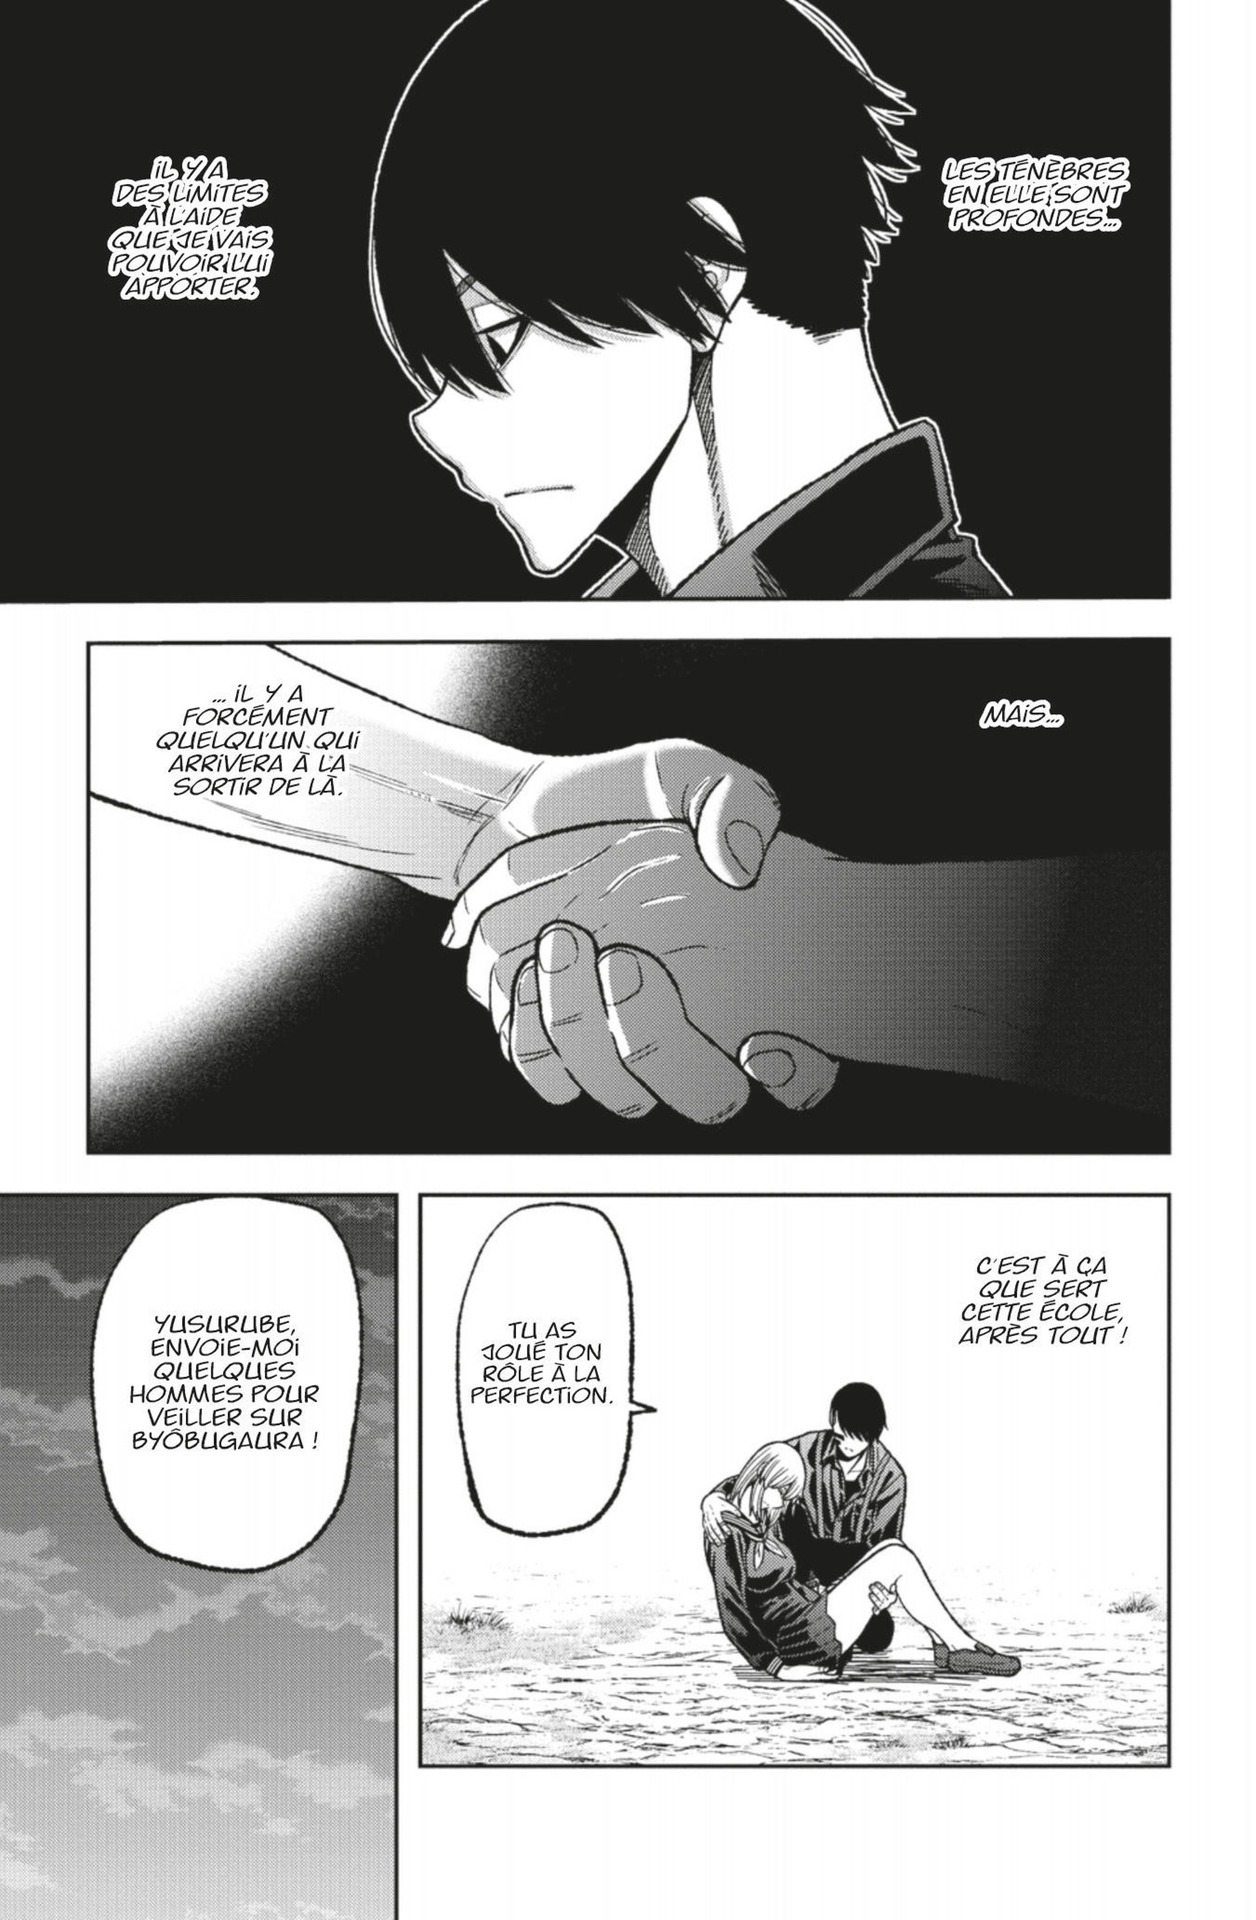 LES TÉNÈBRES
EN ELLE SONT
PROFONDES...
IL Y A
DES LIMITES
À L'AIDE
QUE JE VAIS
POUVOIR LUI
APPORTER.
MAIS...
... IL Y A
FORCÉMENT
QUELQU'UN QUI
ARRIVERA À LA
SORTIR DE LÀ.
C'EST À ÇA
QUE SERT
CETTE ÉCOLE,
APRÈS TOUT !
TU AS
JOUÉ TON
RÔLE À LA
PERFECTION.
YUSURUBE,
ENVOIE-MOI
QUELQUES
HOMMES POUR
VEILLER SUR
BYÔBUGAURA !